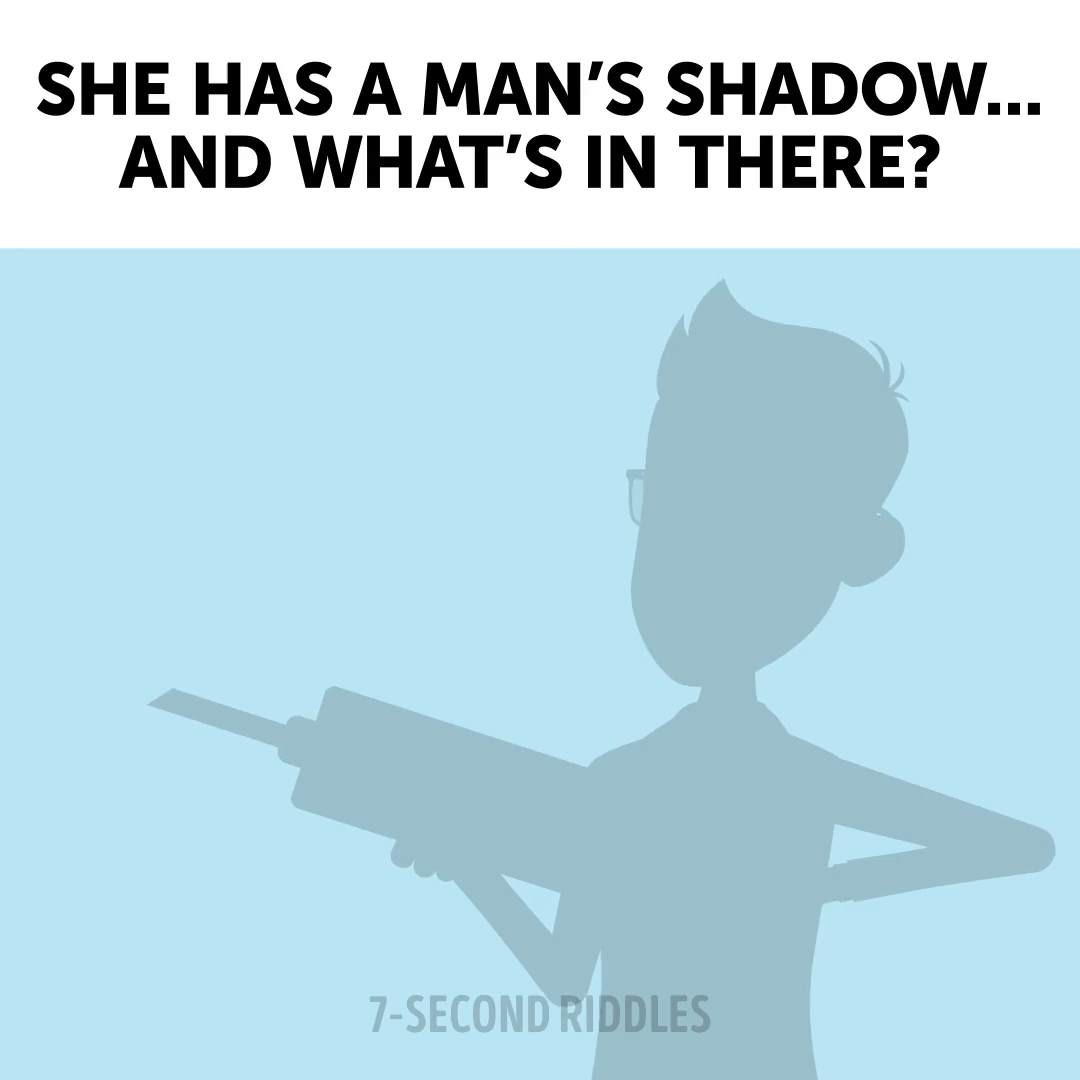 SHE HAS A MAN’S SHADOW...
AND WHAT’S IN THERE?
7-SECOND RIDDLES